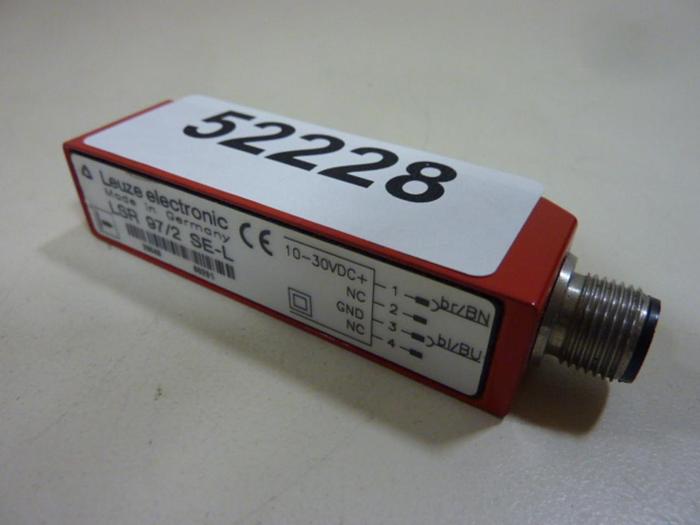 52228
Leuze electronic
Made in Germany
LSR 97/2 SE-L
CE
10-30VDC+ 1 br/BN
NC 2
GND 3 bl/BU
NC 4